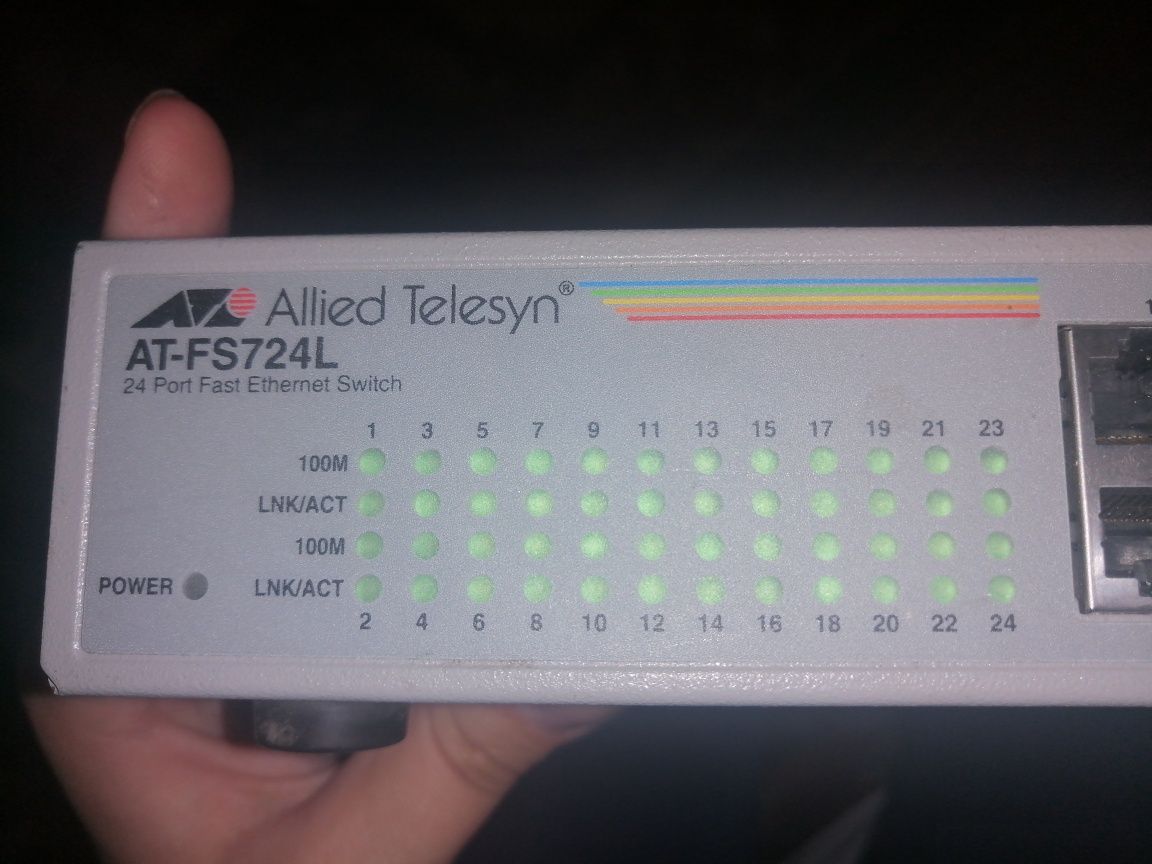 Allied Telesyn®
AT-FS724L
24 Port Fast Ethernet Switch
1 3 5 7 9 11 13 15 17 19 21 23
100M
LNK/ACT
100M
POWER LNK/ACT
2 4 6 8 10 12 14 16 18 20 22 24